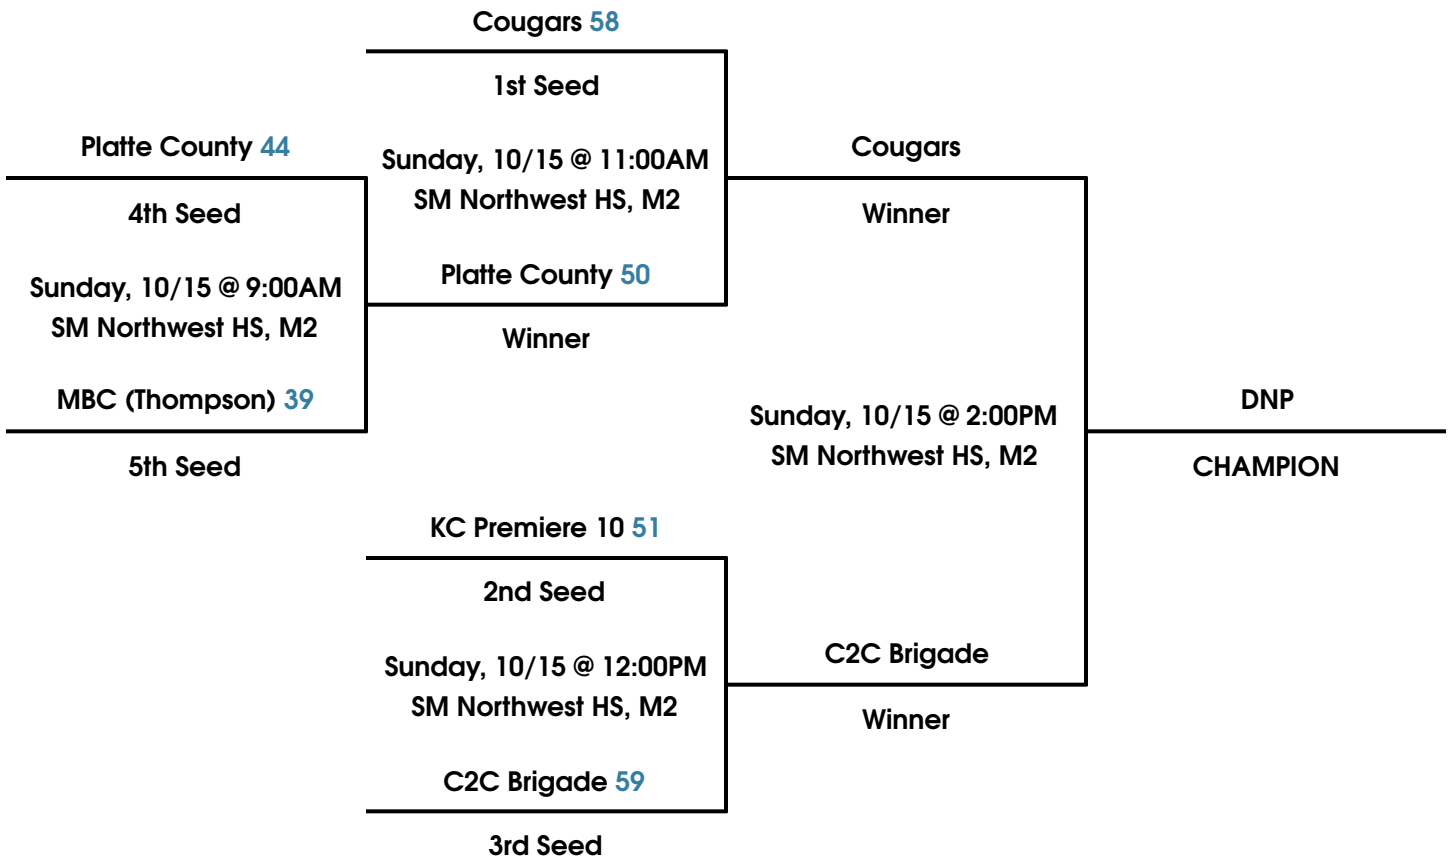 Cougars 58
1st Seed
Platte County 44
4th Seed
Sunday, 10/15 @ 9:00AM
SM Northwest HS, M2
MBC (Thompson) 39
5th Seed
Sunday, 10/15 @ 11:00AM
SM Northwest HS, M2
Platte County 50
Winner
Cougars
Winner
Sunday, 10/15 @ 2:00PM
SM Northwest HS, M2
DNP
CHAMPION
KC Premiere 10 51
2nd Seed
Sunday, 10/15 @ 12:00PM
SM Northwest HS, M2
C2C Brigade 59
3rd Seed
C2C Brigade
Winner